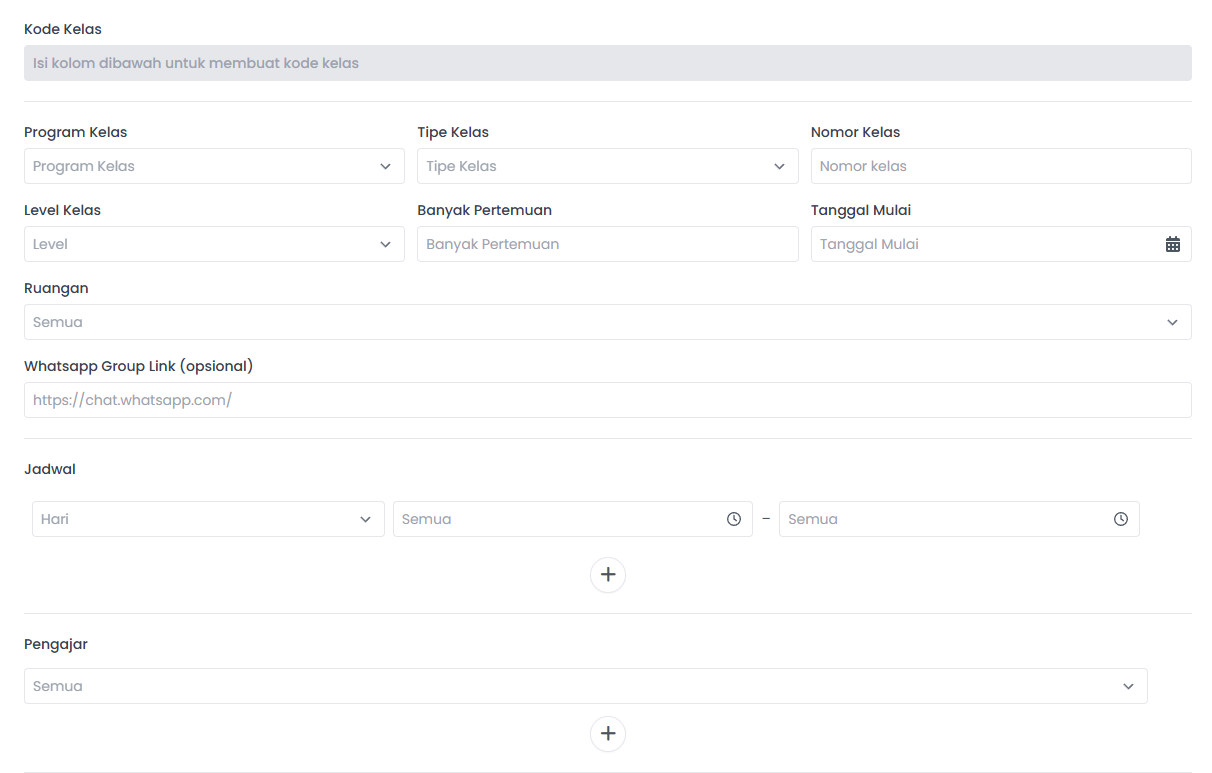 Kode Kelas
Isi kolom dibawah untuk membuat kode kelas
Program Kelas Tipe Kelas Nomor Kelas
Program Kelas Tipe Kelas Nomor kelas
Level Kelas Banyak Pertemuan Tanggal Mulai
Level Banyak Pertemuan Tanggal Mulai
Ruangan
Semua
Whatsapp Group Link (opsional)
https://chat.whatsapp.com/
Jadwal
Hari Semua – Semua
Pengajar
Semua